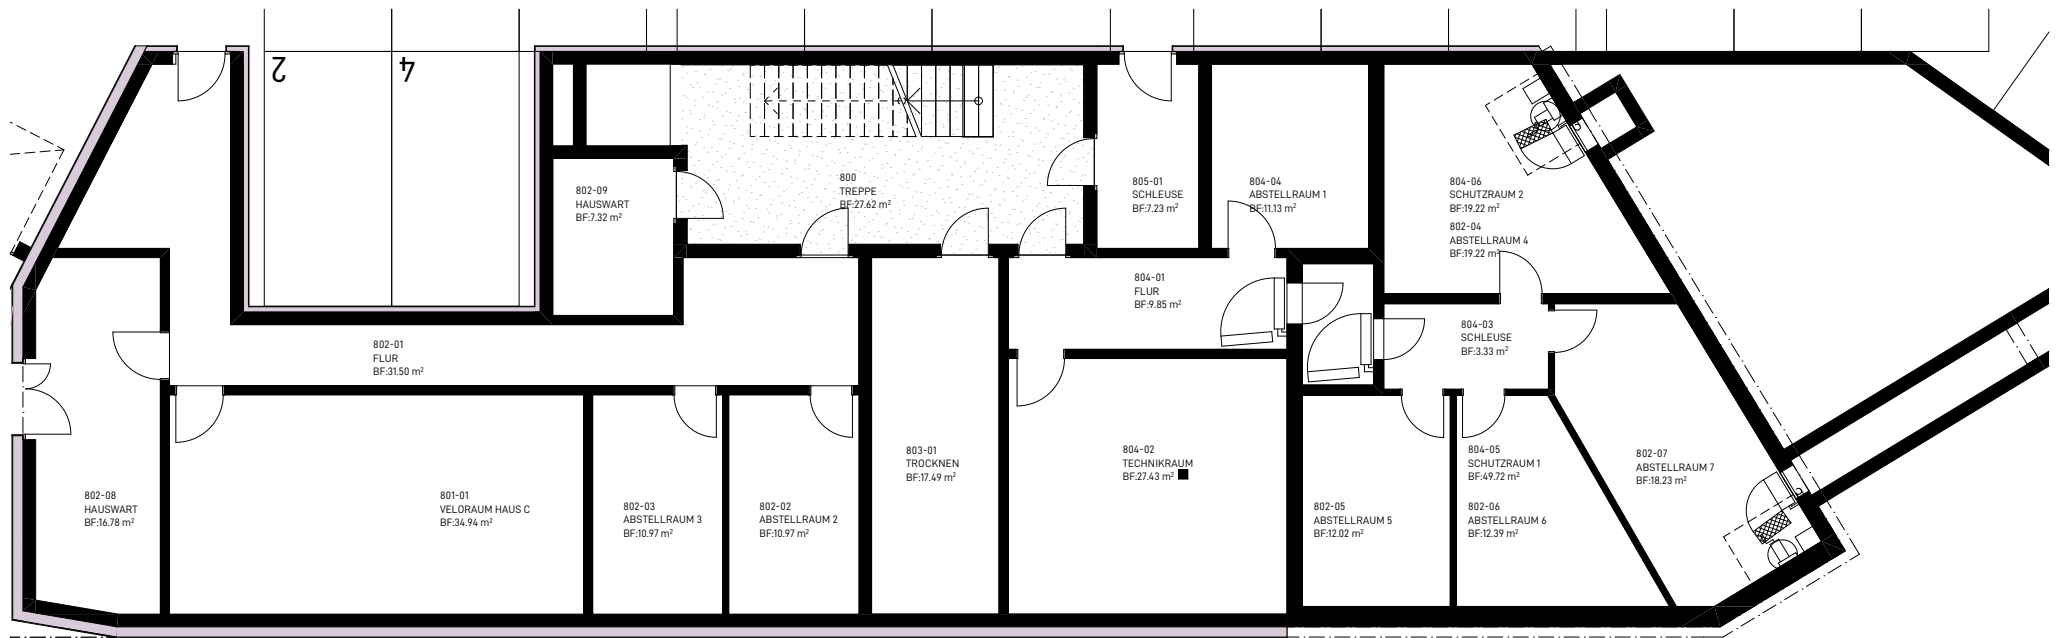 2
4
802-09
HAUSWART
BF:7.32 m²
800
TREPPE
BF:27.62 m²
805-01
SCHLEUSE
BF:7.23 m²
804-04
ABSTELLRAUM 1
BF:11.13 m²
804-06
SCHUTZRAUM 2
BF:19.22 m²
802-04
ABSTELLRAUM 4
BF:19.22 m²
804-01
FLUR
BF:9.85 m²
804-03
SCHLEUSE
BF:3.33 m²
802-01
FLUR
BF:31.50 m²
802-08
HAUSWART
BF:16.78 m²
801-01
VELORAUM HAUS C
BF:34.94 m²
802-03
ABSTELLRAUM 3
BF:10.97 m²
802-02
ABSTELLRAUM 2
BF:10.97 m²
803-01
TROCKNEN
BF:17.49 m²
804-02
TECHNIKRAUM
BF:27.43 m²
802-05
ABSTELLRAUM 5
BF:12.02 m²
804-05
SCHUTZRAUM 1
BF:49.72 m²
802-06
ABSTELLRAUM 6
BF:12.39 m²
802-07
ABSTELLRAUM 7
BF:18.23 m²